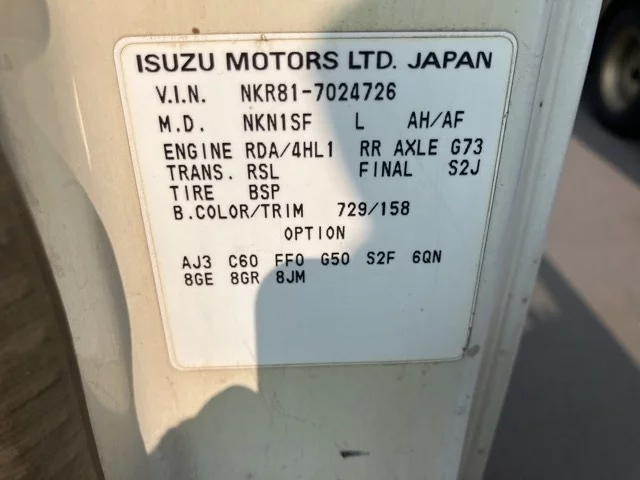 ISUZU MOTORS LTD. JAPAN
V.I.N. NKR81-7024726
M.D. NKN1SF L AH/AF
ENGINE RDA/4HL1 RR AXLE G73
TRANS. RSL FINAL S2J
TIRE BSP
B.COLOR/TRIM 729/158
OPTION
AJ3 C60 FF0 G50 S2F 6QN
8GE 8GR 8JM